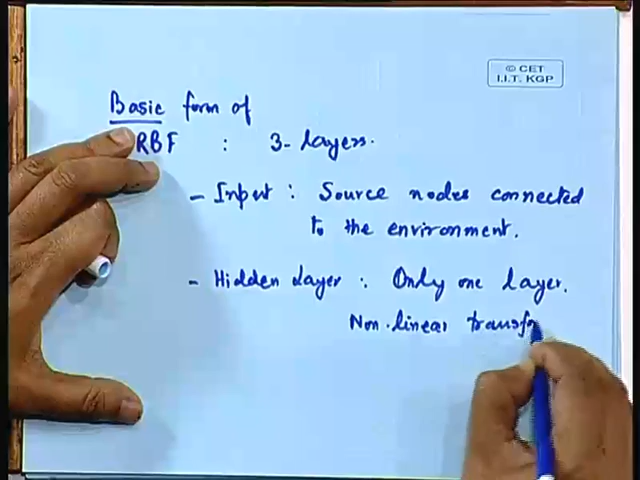 © CET
I.I.T. KGP
Basic form of
RBF : 3-layers.
- Input : Source nodes connected
to the environment.
- Hidden Layer : Only one layer.
Non-linear transfo